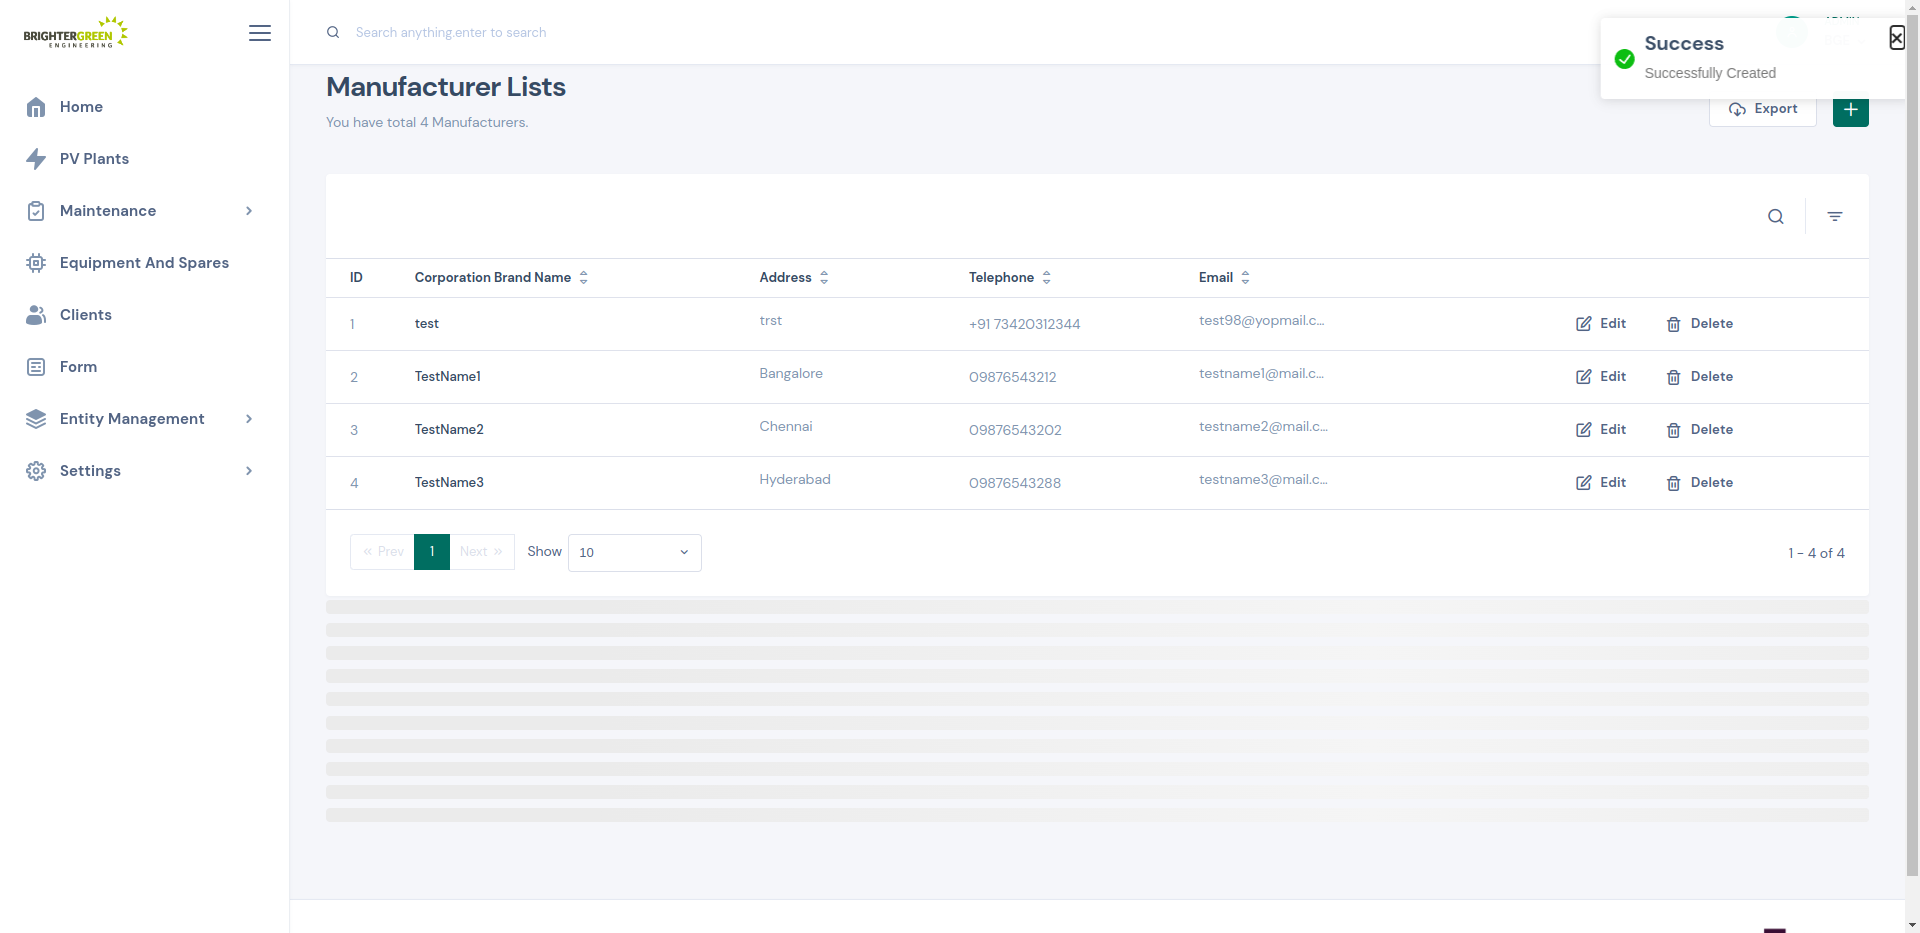 BRIGHTERGREEN
ENGINEERING
Search anything.enter to search
Success
Successfully Created
Home
PV Plants
Maintenance
Equipment And Spares
Clients
Form
Entity Management
Settings
Manufacturer Lists
You have total 4 Manufacturers.
Export
ID Corporation Brand Name Address Telephone Email
1 test trst +91 73420312344 test98@yopmail.c... Edit Delete
2 TestName1 Bangalore 09876543212 testname1@mail.c... Edit Delete
3 TestName2 Chennai 09876543202 testname2@mail.c... Edit Delete
4 TestName3 Hyderabad 09876543288 testname3@mail.c... Edit Delete
« Prev 1 Next » Show 10 1 - 4 of 4